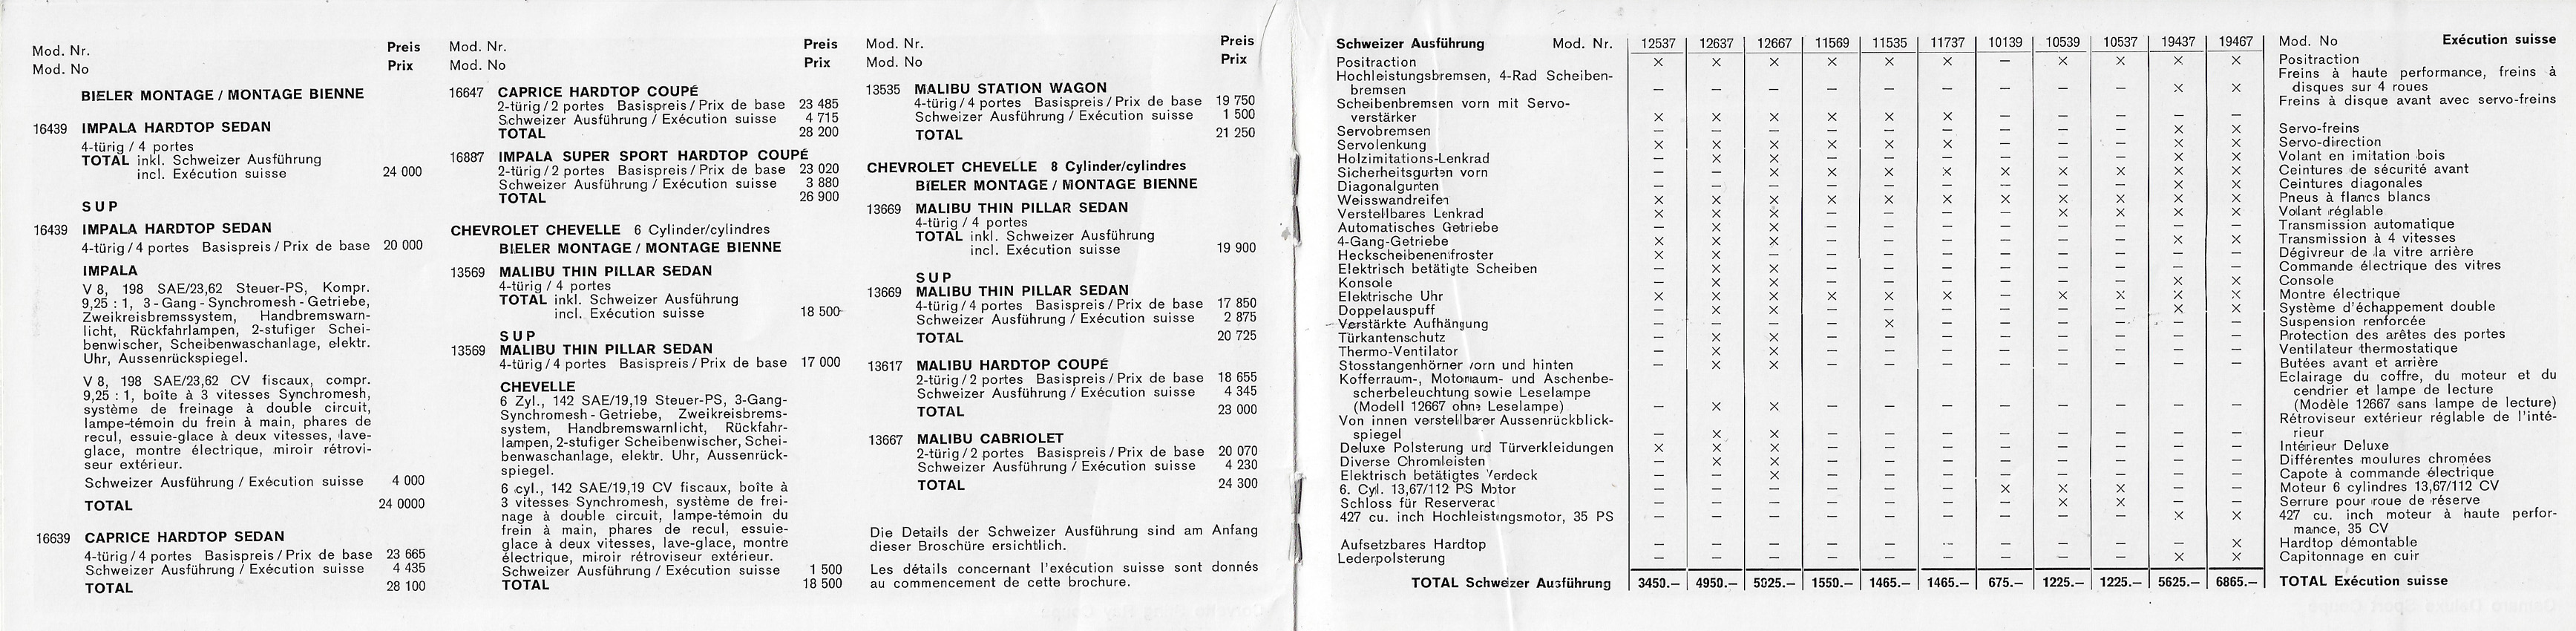 Mod. Nr. Preis
Mod. No Prix
BIELER MONTAGE / MONTAGE BIENNE
16439 IMPALA HARDTOP SEDAN
4-türig / 4 portes
TOTAL inkl. Schweizer Ausführung
incl. Exécution suisse 24 000
SUP
16439 IMPALA HARDTOP SEDAN
4-türig / 4 portes Basispreis / Prix de base 20 000
IMPALA
V 8, 198 SAE/23,62 Steuer-PS, Kompr.
9,25 : 1, 3 - Gang - Synchromesh - Getriebe,
Zweikreisbremssystem, Handbremswarn-
licht, Rückfahrlampen, 2-stufiger Schei-
benwischer, Scheibenwaschanlage, elektr.
Uhr, Aussenrückspiegel.
V 8, 198 SAE/23,62 CV fiscaux, compr.
9,25 : 1, boîte à 3 vitesses Synchromesh,
système de freinage à double circuit,
lampe-témoin du frein à main, phares de
recul, essuie-glace à deux vitesses, lave-
glace, montre électrique, miroir rétrovi-
seur extérieur.
Schweizer Ausführung / Exécution suisse 4 000
TOTAL 24 0000
16639 CAPRICE HARDTOP SEDAN
4-türig / 4 portes Basispreis / Prix de base 23 665
Schweizer Ausführung / Exécution suisse 4 435
TOTAL 28 100
Mod. Nr. Preis
Mod. No Prix
16647 CAPRICE HARDTOP COUPÉ
2-türig / 2 portes Basispreis / Prix de base 23 485
Schweizer Ausführung / Exécution suisse 4 715
TOTAL 28 200
16887 IMPALA SUPER SPORT HARDTOP COUPÉ
2-türig / 2 portes Basispreis / Prix de base 23 020
Schweizer Ausführung / Exécution suisse 3 880
TOTAL 26 900
CHEVROLET CHEVELLE 6 Cylinder/cylindres
BIELER MONTAGE / MONTAGE BIENNE
13569 MALIBU THIN PILLAR SEDAN
4-türig / 4 portes
TOTAL inkl. Schweizer Ausführung
incl. Exécution suisse 18 500
SUP
13569 MALIBU THIN PILLAR SEDAN
4-türig / 4 portes Basispreis / Prix de base 17 000
CHEVELLE
6 Zyl., 142 SAE/19,19 Steuer-PS, 3-Gang-
Synchromesh - Getriebe, Zweikreisbrems-
system, Handbremswarnlicht, Rückfahr-
lampen, 2-stufiger Scheibenwischer, Schei-
benwaschanlage, elektr. Uhr, Aussenrück-
spiegel.
6 cyl., 142 SAE/19,19 CV fiscaux, boîte à
3 vitesses Synchromesh, système de frei-
nage à double circuit, lampe-témoin du
frein à main, phares de recul, essuie-
glace à deux vitesses, lave-glace, montre
électrique, miroir rétroviseur extérieur.
Schweizer Ausführung / Exécution suisse 1 500
TOTAL 18 500
Mod. Nr. Preis
Mod. No Prix
13535 MALIBU STATION WAGON
4-türig / 4 portes Basispreis / Prix de base 19 750
Schweizer Ausführung / Exécution suisse 1 500
TOTAL 21 250
CHEVROLET CHEVELLE 8 Cylinder/cylindres
BIELER MONTAGE / MONTAGE BIENNE
13669 MALIBU THIN PILLAR SEDAN
4-türig / 4 portes
TOTAL inkl. Schweizer Ausführung
incl. Exécution suisse 19 900
SUP
13669 MALIBU THIN PILLAR SEDAN
4-türig / 4 portes Basispreis / Prix de base 17 850
Schweizer Ausführung / Exécution suisse 2 875
TOTAL 20 725
13617 MALIBU HARDTOP COUPÉ
2-türig / 2 portes Basispreis / Prix de base 18 655
Schweizer Ausführung / Exécution suisse 4 345
TOTAL 23 000
13667 MALIBU CABRIOLET
2-türig / 2 portes Basispreis / Prix de base 20 070
Schweizer Ausführung / Exécution suisse 4 230
TOTAL 24 300
Die Details der Schweizer Ausführung sind am Anfang
dieser Broschüre ersichtlich.
Les détails concernant l'exécution suisse sont donnés
au commencement de cette brochure.
Schweizer Ausführung Mod. Nr. 12537 12637 12667 11569 11535 11737 10139 10539 10537 19437 19467 Mod. No Exécution suisse
Positraction × × × × × × — × × × × Positraction
Hochleistungsbremsen, 4-Rad Scheiben- Freins à haute performance, freins à
bremsen — — — — — — — — — × × disques sur 4 roues
Scheibenbremsen vorn mit Servo- Freins à disque avant avec servo-freins
verstärker × × × × × × — — — — —
Servobremsen — — — — — — — — — × × Servo-freins
Servolenkung × × × × × × — — — × × Servo-direction
Holzimitations-Lenkrad — × × — — — — — — × × Volant en imitation bois
Sicherheitsgurten vorn — — × × × × × × × × × Ceintures de sécurité avant
Diagonalgurten — — — — — — — — — × × Ceintures diagonales
Weisswandreifen × × × × × × × × × × × Pneus à flancs blancs
Verstellbares Lenkrad × × × — — — — × × × × Volant réglable
Automatisches Getriebe — × × — — — — — — — — Transmission automatique
4-Gang-Getriebe × × × — — — — — — × × Transmission à 4 vitesses
Heckscheibenentfroster × × — — — — — — — — — Dégivreur de la vitre arrière
Elektrisch betätigte Scheiben — × × — — — — — — — — Commande électrique des vitres
Konsole — × × — — — — — — × × Console
Elektrische Uhr × × × × × × — × × × × Montre électrique
Doppelauspuff — × × — — — — — — × × Système d'échappement double
Verstärkte Aufhängung — — — — × — — — — — — Suspension renforcée
Türkantenschutz — × × — — — — — — — — Protection des arêtes des portes
Thermo-Ventilator — × × — — — — — — — — Ventilateur thermostatique
Stosstangenhörner vorn und hinten — × × — — — — — — — — Butées avant et arrière
Kofferraum-, Motorraum- und Aschenbe- Eclairage du coffre, du moteur et du
scherbeleuchtung sowie Leselampe cendrier et lampe de lecture
(Modell 12667 ohne Leselampe) — × × — — — — — — — — (Modèle 12667 sans lampe de lecture)
Von innen verstellbarer Aussenrückblick- Rétroviseur extérieur réglable de l'inté-
spiegel — × × — — — — — — — — rieur
Deluxe Polsterung und Türverkleidungen × × × — — — — — — — — Intérieur Deluxe
Diverse Chromleisten — × × — — — — — — — — Différentes moulures chromées
Elektrisch betätigtes Verdeck — — × — — — — — — — — Capote à commande électrique
6. Cyl. 13,67/112 PS Motor — — — — — — × × × — — Moteur 6 cylindres 13,67/112 CV
Schloss für Reserverad — — — — — — — × × — — Serrure pour roue de réserve
427 cu. inch Hochleistungsmotor, 35 PS — — — — — — — — — × × 427 cu. inch moteur à haute perfor-
mance, 35 CV
Aufsetzbares Hardtop — — — — — — — — — — × Hardtop démontable
Lederpolsterung — — — — — — — — — × × Capitonnage en cuir
TOTAL Schweizer Ausführung 3450.— 4950.— 5025.— 1550.— 1465.— 1465.— 675.— 1225.— 1225.— 5625.— 6865.— TOTAL Exécution suisse